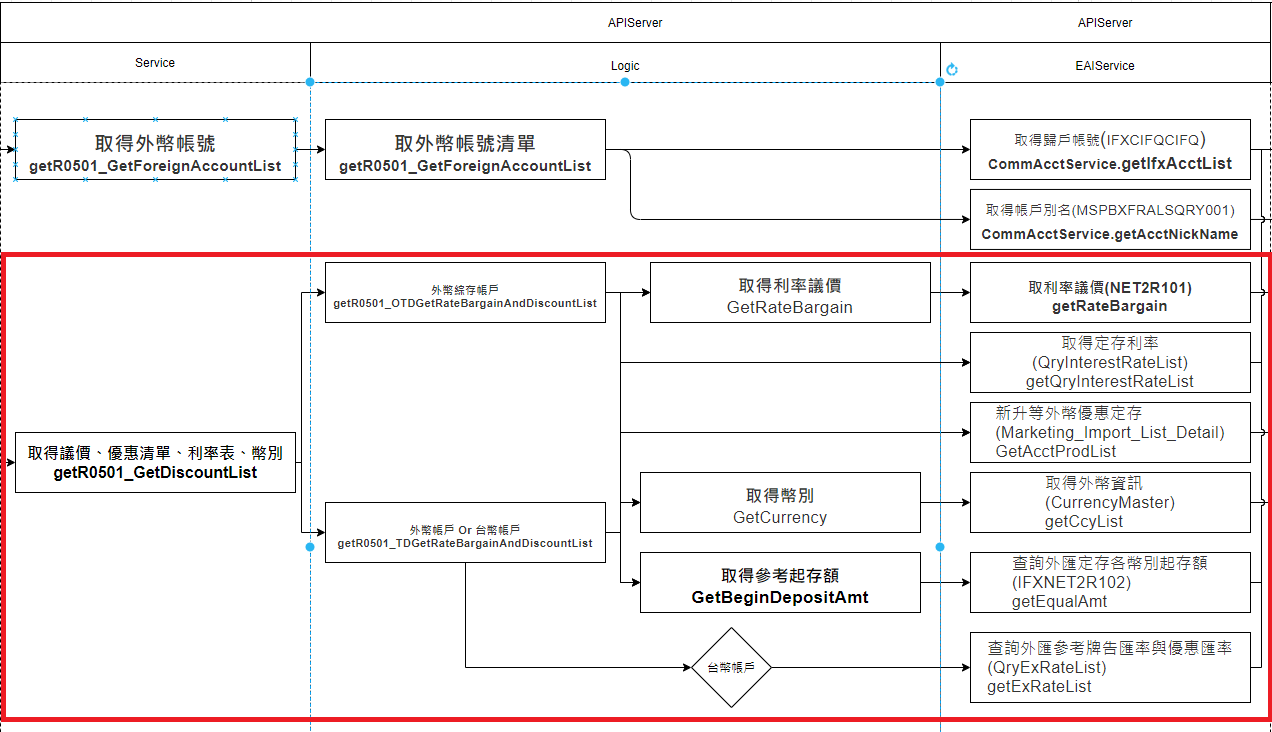 APIServer
APIServer
Service
Logic
EAIService
取得外幣帳號
getR0501_GetForeignAccountList
取外幣帳號清單
getR0501_GetForeignAccountList
取得歸戶帳號(IFXCIFQCIFQ)
CommAcctService.getIfxAcctList
取得帳戶別名(MSPBXFRALSQRY001)
CommAcctService.getAcctNickName
外幣綜存帳戶
getR0501_OTDGetRateBargainAndDiscountList
取得利率議價
GetRateBargain
取利率議價(NET2R101)
getRateBargain
取得定存利率
(QryInterestRateList)
getQryInterestRateList
新升等外幣優惠定存
(Marketing_Import_List_Detail)
GetAcctProdList
取得議價、優惠清單、利率表、幣別
getR0501_GetDiscountList
取得幣別
GetCurrency
取得外幣資訊
(CurrencyMaster)
getCcyList
外幣帳戶 Or 台幣帳戶
getR0501_TDGetRateBargainAndDiscountList
取得參考起存額
GetBeginDepositAmt
查詢外匯定存各幣別起存額
(IFXNET2R102)
getEqualAmt
台幣帳戶
查詢外匯參考牌告匯率與優惠匯率
(QryExRateList)
getExRateList